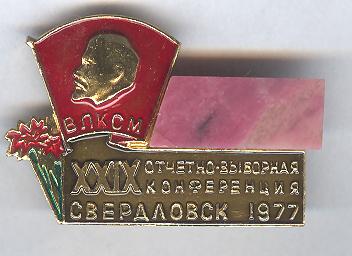 ВЛКСМ
XXIX ОТЧЕТНО-ВЫБОРНАЯ
КОНФЕРЕНЦИЯ
СВЕРДЛОВСК 1977